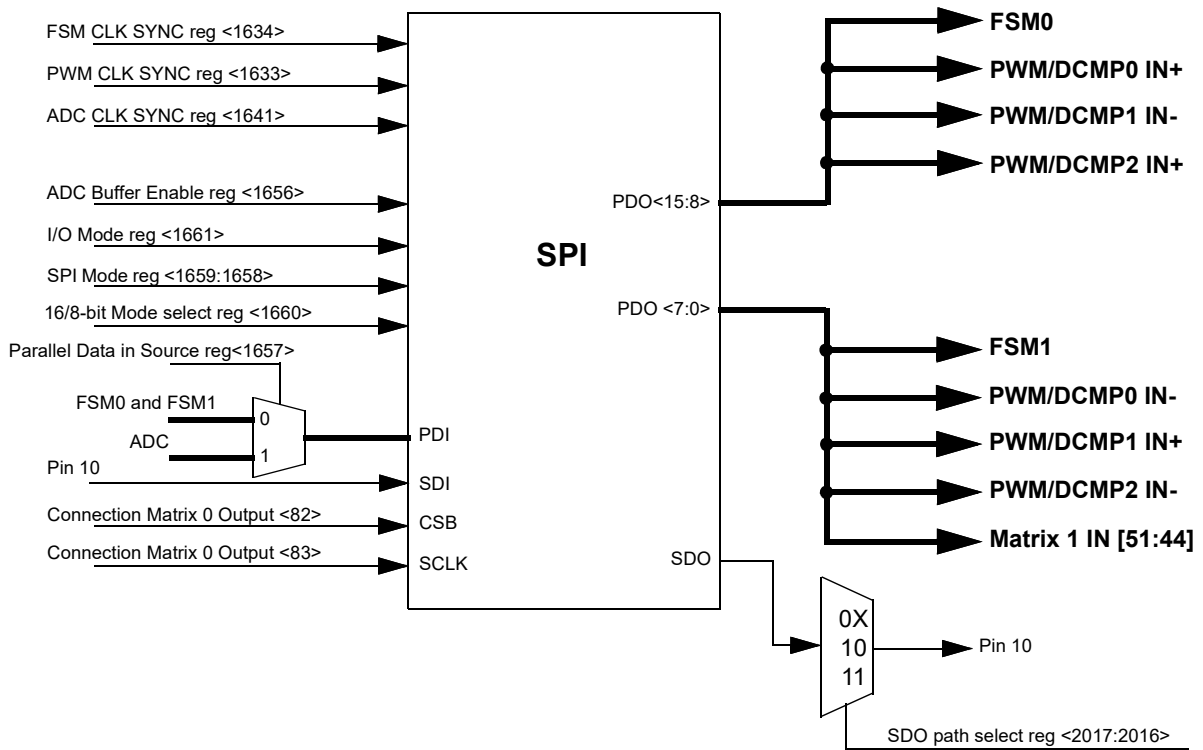 FSM CLK SYNC reg <1634>
PWM CLK SYNC reg <1633>
ADC CLK SYNC reg <1641>
ADC Buffer Enable reg <1656>
I/O Mode reg <1661>
SPI Mode reg <1659:1658>
16/8-bit Mode select reg <1660>
Parallel Data in Source reg<1657>
FSM0 and FSM1
0
ADC
1
Pin 10
Connection Matrix 0 Output <82>
Connection Matrix 0 Output <83>
PDI
SDI
CSB
SCLK
SPI
PDO<15:8>
PDO <7:0>
SDO
FSM0
PWM/DCMP0 IN+
PWM/DCMP1 IN-
PWM/DCMP2 IN+
FSM1
PWM/DCMP0 IN-
PWM/DCMP1 IN+
PWM/DCMP2 IN-
Matrix 1 IN [51:44]
0X
10
11
Pin 10
SDO path select reg <2017:2016>